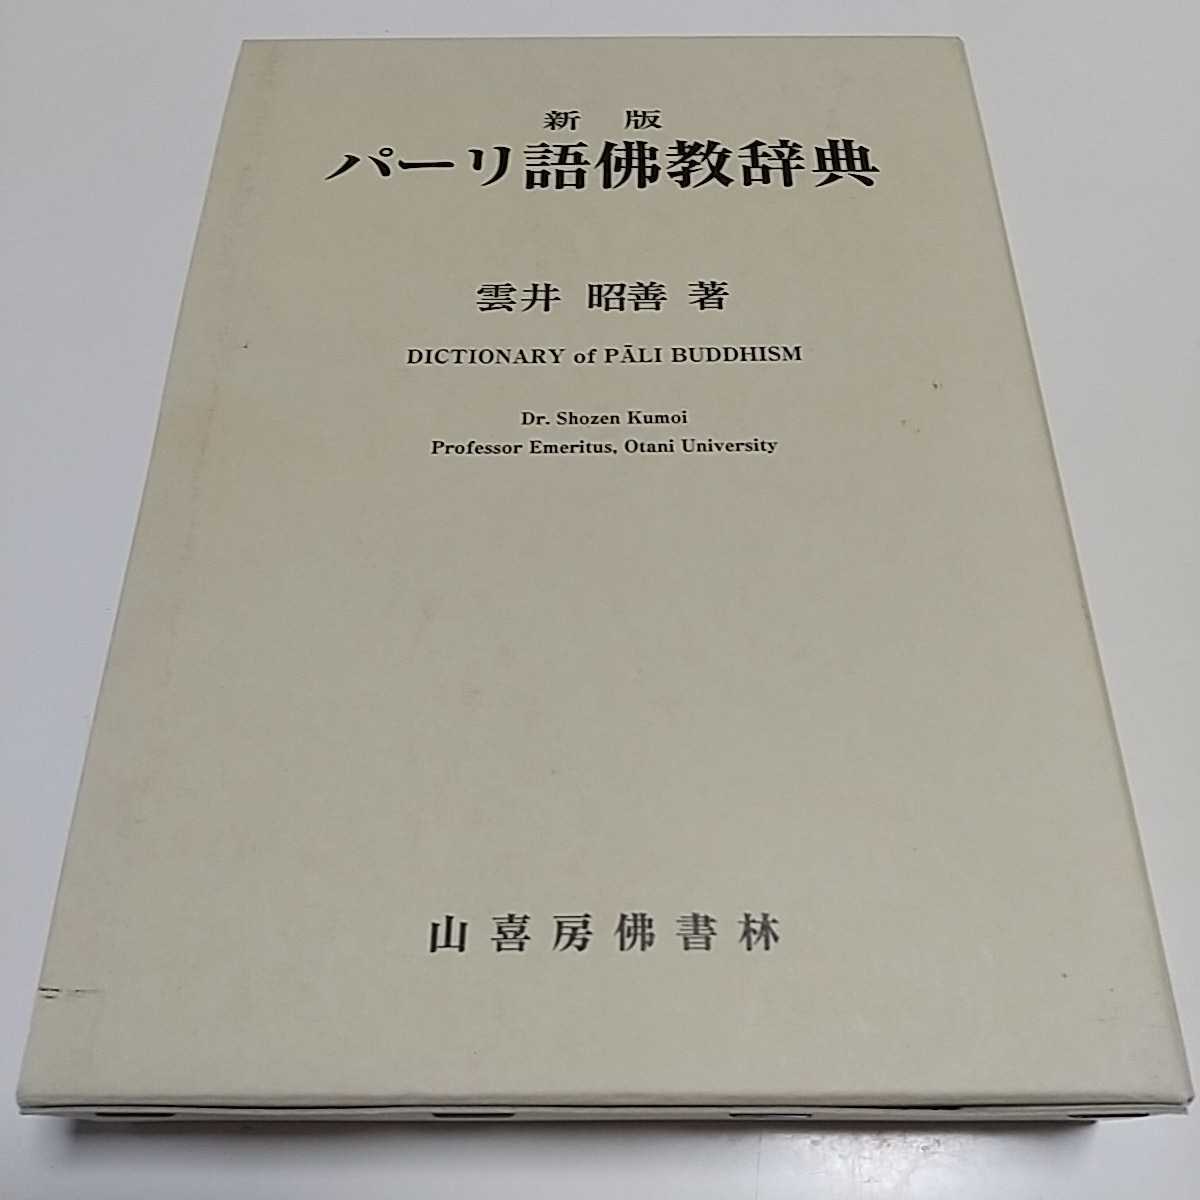 新版
パーリ語佛教辞典
雲井 昭善 著
DICTIONARY of PĀLI BUDDHISM
Dr. Shozen Kumoi
Professor Emeritus, Otani University
山喜房佛書林